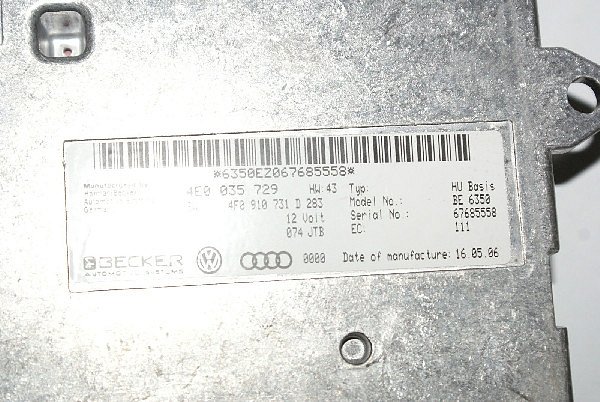 *6350EZ067685558*
4E0 035 729 HW:43 Typ: HU Basis
4F0 910 731 D 283 Model No.: BE 6350
12 Volt Serial No.: 67685558
074 JTB EC: 111
BECKER 0000 Date of manufacture: 16.05.06